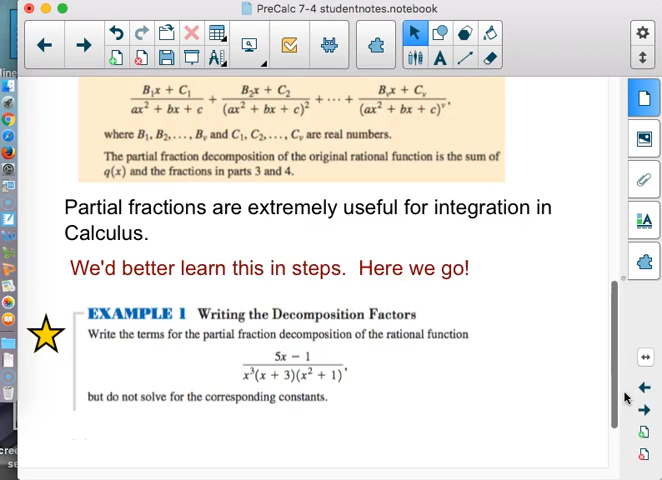 PreCalc 7-4 studentnotes.notebook
B₁x + C₁ / ax² + bx + c + B₂x + C₂ / (ax² + bx + c)² + ··· + Bᵥx + Cᵥ / (ax² + bx + c)ᵛ,
where B₁, B₂, . . . , Bᵥ and C₁, C₂, . . . , Cᵥ are real numbers.
The partial fraction decomposition of the original rational function is the sum of
q(x) and the fractions in parts 3 and 4.
Partial fractions are extremely useful for integration in
Calculus.
We'd better learn this in steps.  Here we go!
EXAMPLE 1 Writing the Decomposition Factors
Write the terms for the partial fraction decomposition of the rational function
5x − 1
x³(x + 3)(x² + 1)'
but do not solve for the corresponding constants.